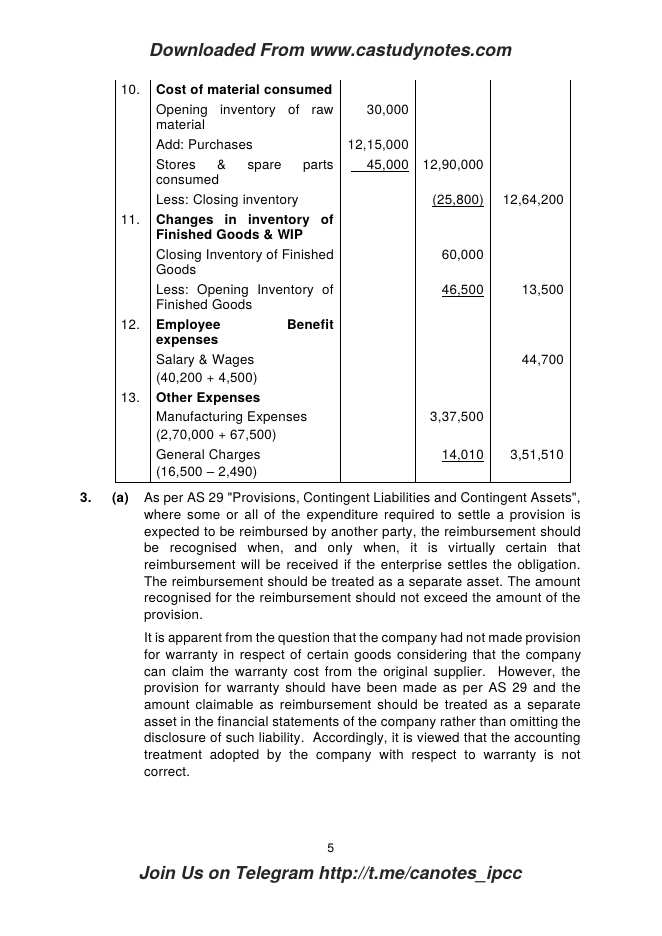 Downloaded From www.castudynotes.com
10. Cost of material consumed
Opening inventory of raw 30,000
material
Add: Purchases 12,15,000
Stores & spare parts 45,000 12,90,000
consumed
Less: Closing inventory (25,800) 12,64,200
11. Changes in inventory of
Finished Goods & WIP
Closing Inventory of Finished 60,000
Goods
Less: Opening Inventory of 46,500 13,500
Finished Goods
12. Employee Benefit
expenses
Salary & Wages 44,700
(40,200 + 4,500)
13. Other Expenses
Manufacturing Expenses 3,37,500
(2,70,000 + 67,500)
General Charges 14,010 3,51,510
(16,500 – 2,490)
3. (a) As per AS 29 "Provisions, Contingent Liabilities and Contingent Assets",
where some or all of the expenditure required to settle a provision is
expected to be reimbursed by another party, the reimbursement should
be recognised when, and only when, it is virtually certain that
reimbursement will be received if the enterprise settles the obligation.
The reimbursement should be treated as a separate asset. The amount
recognised for the reimbursement should not exceed the amount of the
provision.
It is apparent from the question that the company had not made provision
for warranty in respect of certain goods considering that the company
can claim the warranty cost from the original supplier. However, the
provision for warranty should have been made as per AS 29 and the
amount claimable as reimbursement should be treated as a separate
asset in the financial statements of the company rather than omitting the
disclosure of such liability. Accordingly, it is viewed that the accounting
treatment adopted by the company with respect to warranty is not
correct.
5
Join Us on Telegram http://t.me/canotes_ipcc